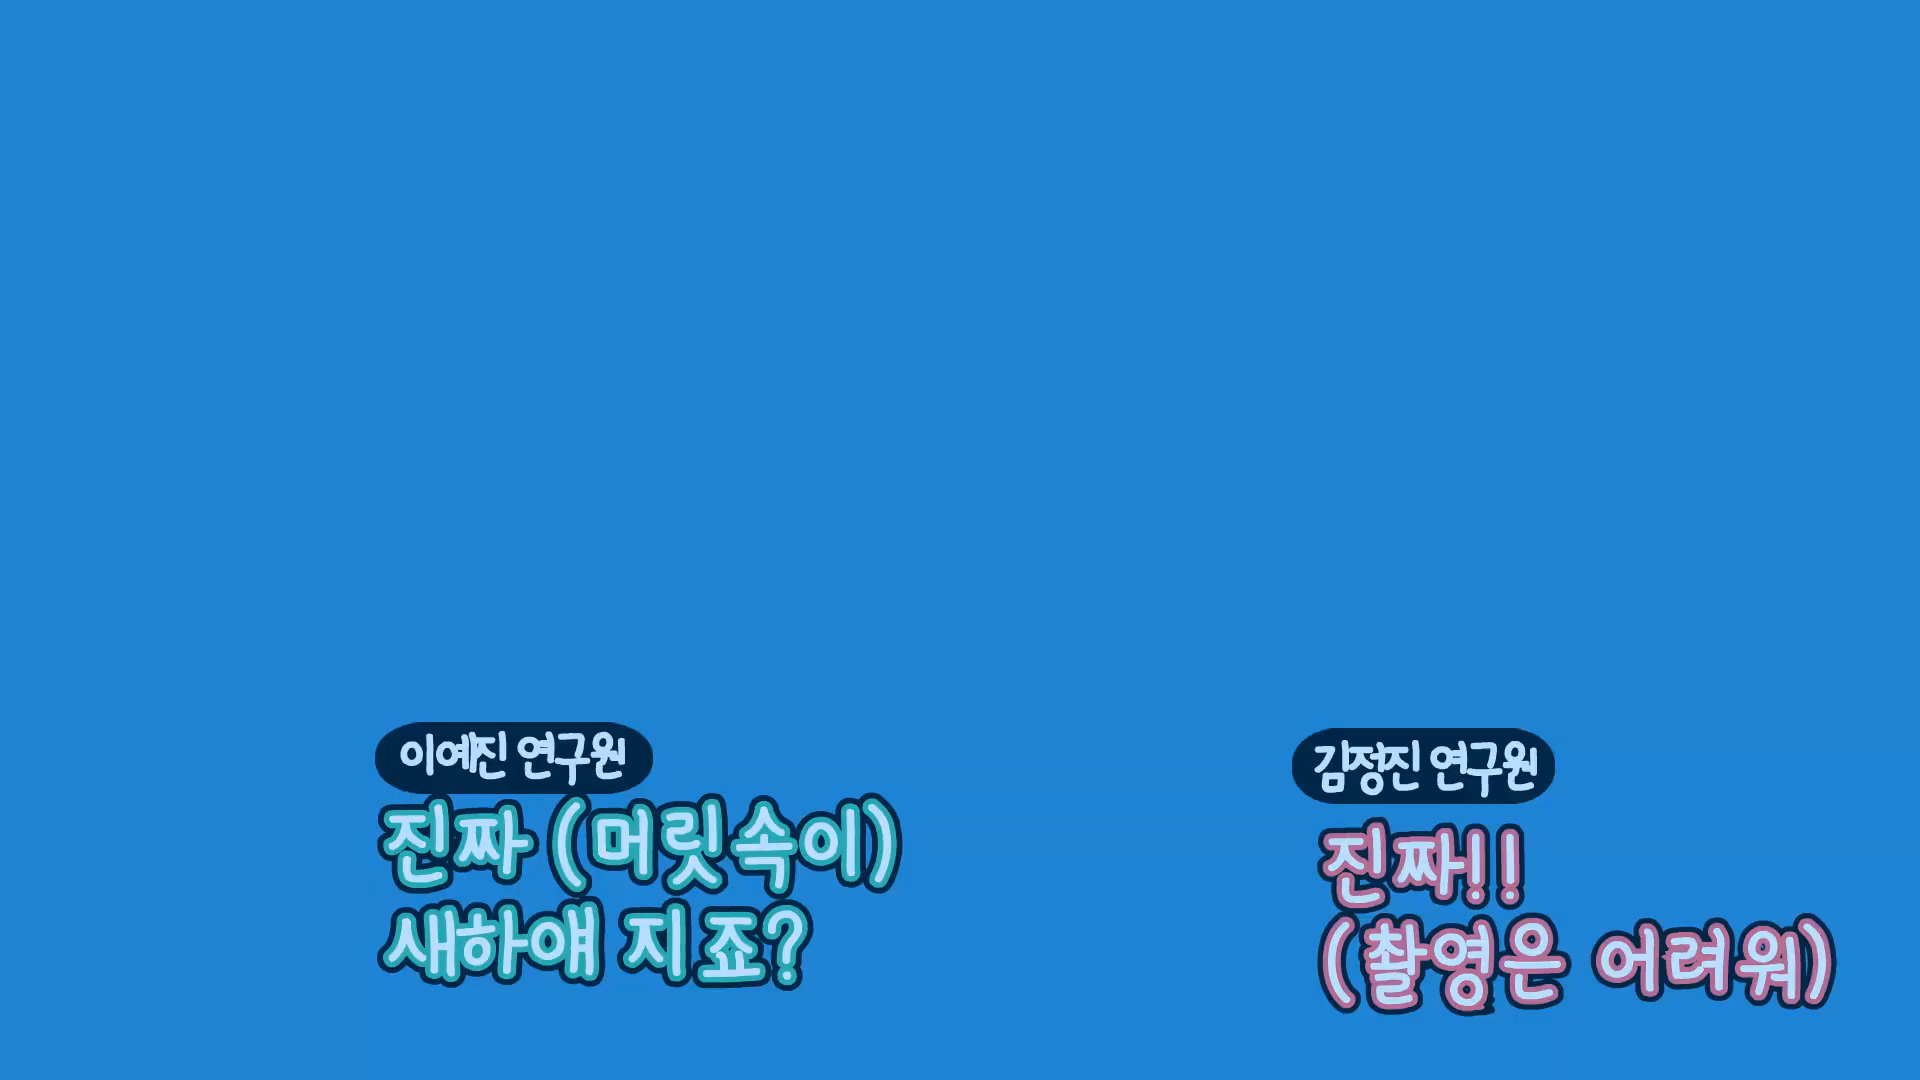 이예진 연구원
진짜 (머릿속이)
새하얘 지죠?
김정진 연구원
진짜!!
(촬영은 어려워)